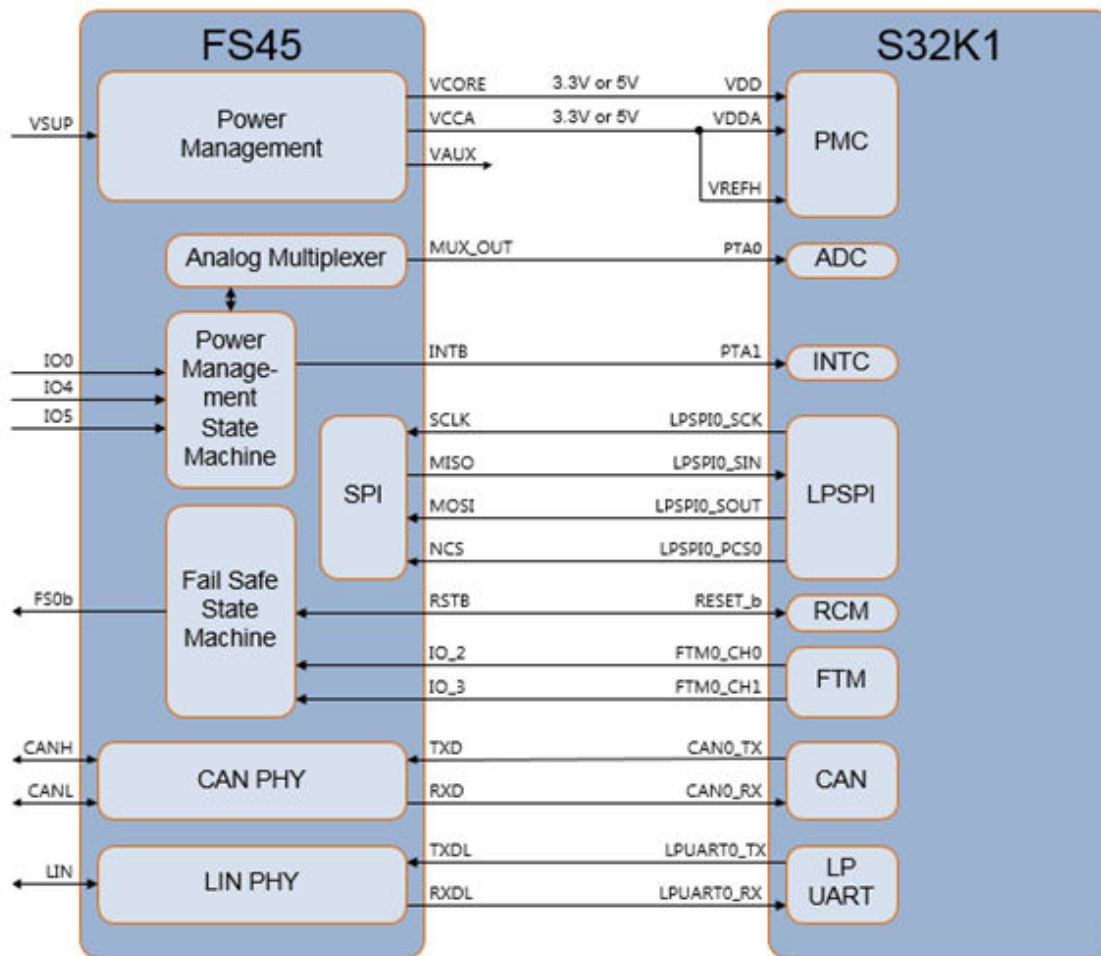 FS45
S32K1
VSUP
Power
Management
VCORE
3.3V or 5V
VDD
VCCA
3.3V or 5V
VDDA
VAUX
VREFH
PMC
Analog Multiplexer
MUX_OUT
PTA0
ADC
IO0
IO4
IO5
Power
Manage-
ment
State
Machine
INTB
PTA1
INTC
SPI
SCLK
LPSPI0_SCK
MISO
LPSPI0_SIN
MOSI
LPSPI0_SOUT
NCS
LPSPI0_PCS0
LPSPI
FS0b
Fail Safe
State
Machine
RSTB
RESET_b
RCM
IO_2
FTM0_CH0
IO_3
FTM0_CH1
FTM
CANH
CANL
CAN PHY
TXD
CAN0_TX
RXD
CAN0_RX
CAN
LIN
LIN PHY
TXDL
LPUART0_TX
RXDL
LPUART0_RX
LP
UART